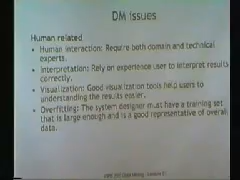 DM Issues
Human related
• Human interaction: Require both domain and technical
experts.
• Interpretation: Rely on experience user to interpret results
correctly.
• Visualization: Good visualization tools help users to
understanding the results easier.
• Overfitting: The system designer must have a training set
that is large enough and is a good representative of overall
data.